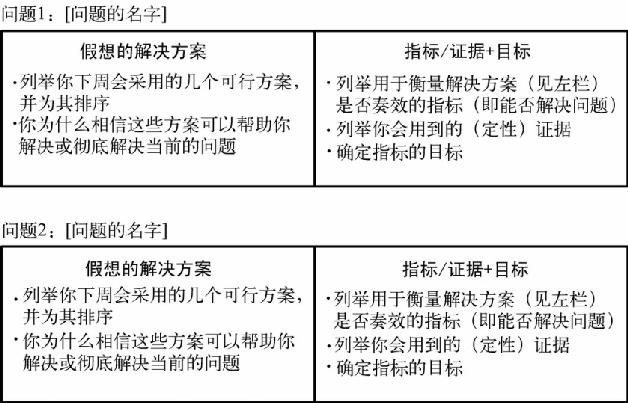 问题1：[问题的名字]
假想的解决方案
·列举你下周会采用的几个可行方案，
并为其排序
·你为什么相信这些方案可以帮助你
解决或彻底解决当前的问题
指标/证据+目标
·列举用于衡量解决方案（见左栏）
是否奏效的指标（即能否解决问题）
·列举你会用到的（定性）证据
·确定指标的目标
问题2：[问题的名字]
假想的解决方案
·列举你下周会采用的几个可行方案，
并为其排序
·你为什么相信这些方案可以帮助你
解决或彻底解决当前的问题
指标/证据+目标
·列举用于衡量解决方案（见左栏）
是否奏效的指标（即能否解决问题）
·列举你会用到的（定性）证据
·确定指标的目标